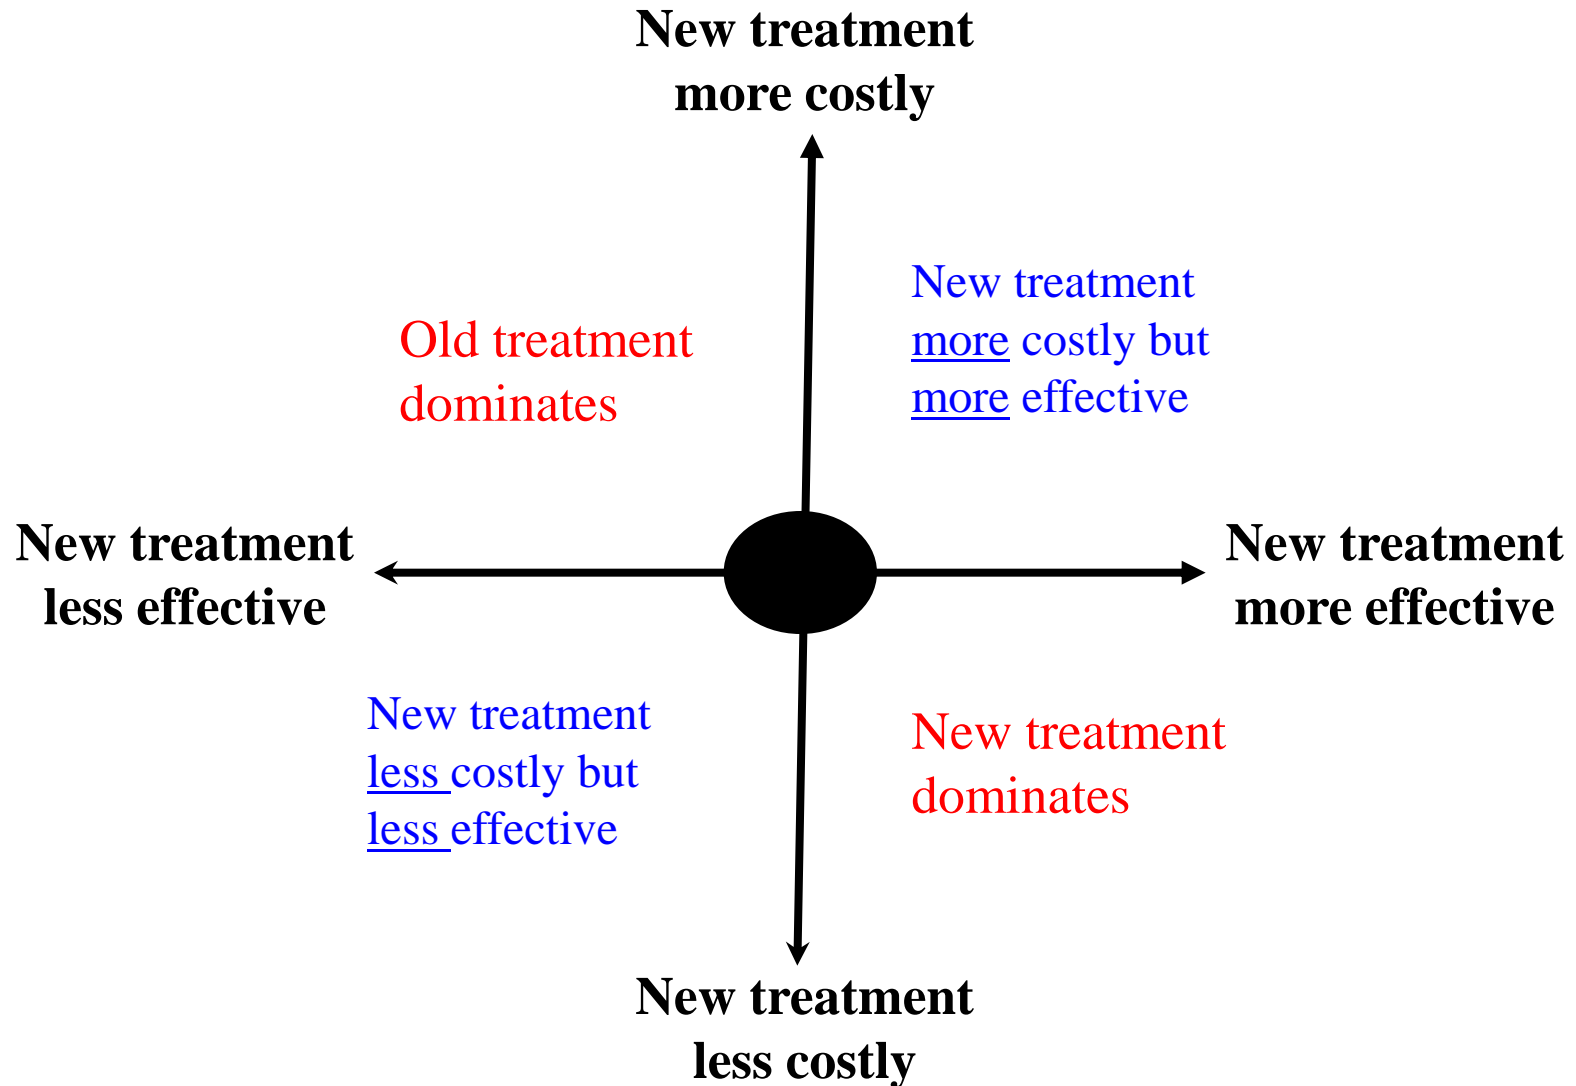 New treatment
more costly
Old treatment
dominates
New treatment
more costly but
more effective
New treatment
less effective
New treatment
more effective
New treatment
less costly but
less effective
New treatment
dominates
New treatment
less costly